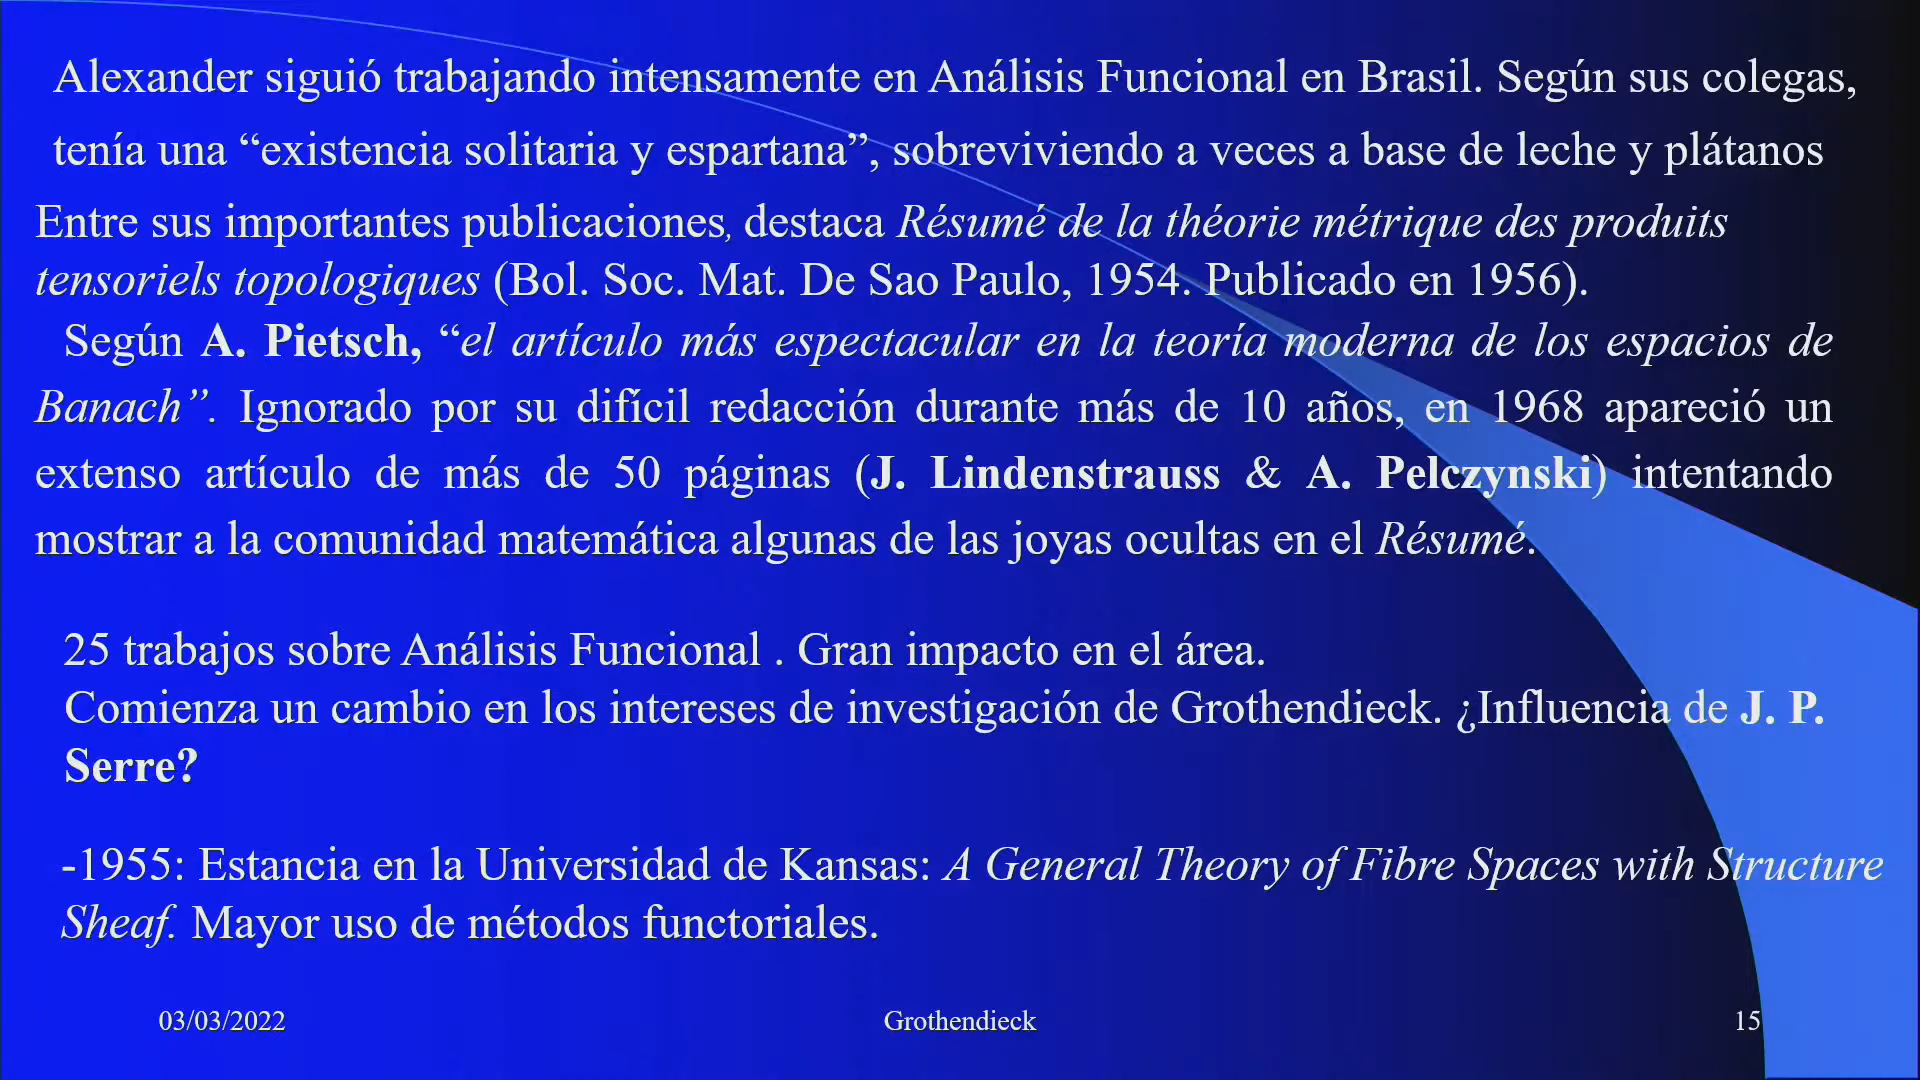 Alexander siguió trabajando intensamente en Análisis Funcional en Brasil. Según sus colegas,
tenía una “existencia solitaria y espartana”, sobreviviendo a veces a base de leche y plátanos
Entre sus importantes publicaciones, destaca Résumé de la théorie métrique des produits
tensoriels topologiques (Bol. Soc. Mat. De Sao Paulo, 1954. Publicado en 1956).
Según A. Pietsch, “el artículo más espectacular en la teoría moderna de los espacios de
Banach”. Ignorado por su difícil redacción durante más de 10 años, en 1968 apareció un
extenso artículo de más de 50 páginas (J. Lindenstrauss & A. Pelczynski) intentando
mostrar a la comunidad matemática algunas de las joyas ocultas en el Résumé.
25 trabajos sobre Análisis Funcional . Gran impacto en el área.
Comienza un cambio en los intereses de investigación de Grothendieck. ¿Influencia de J. P.
Serre?
-1955: Estancia en la Universidad de Kansas: A General Theory of Fibre Spaces with Structure
Sheaf. Mayor uso de métodos functoriales.
03/03/2022
Grothendieck
15